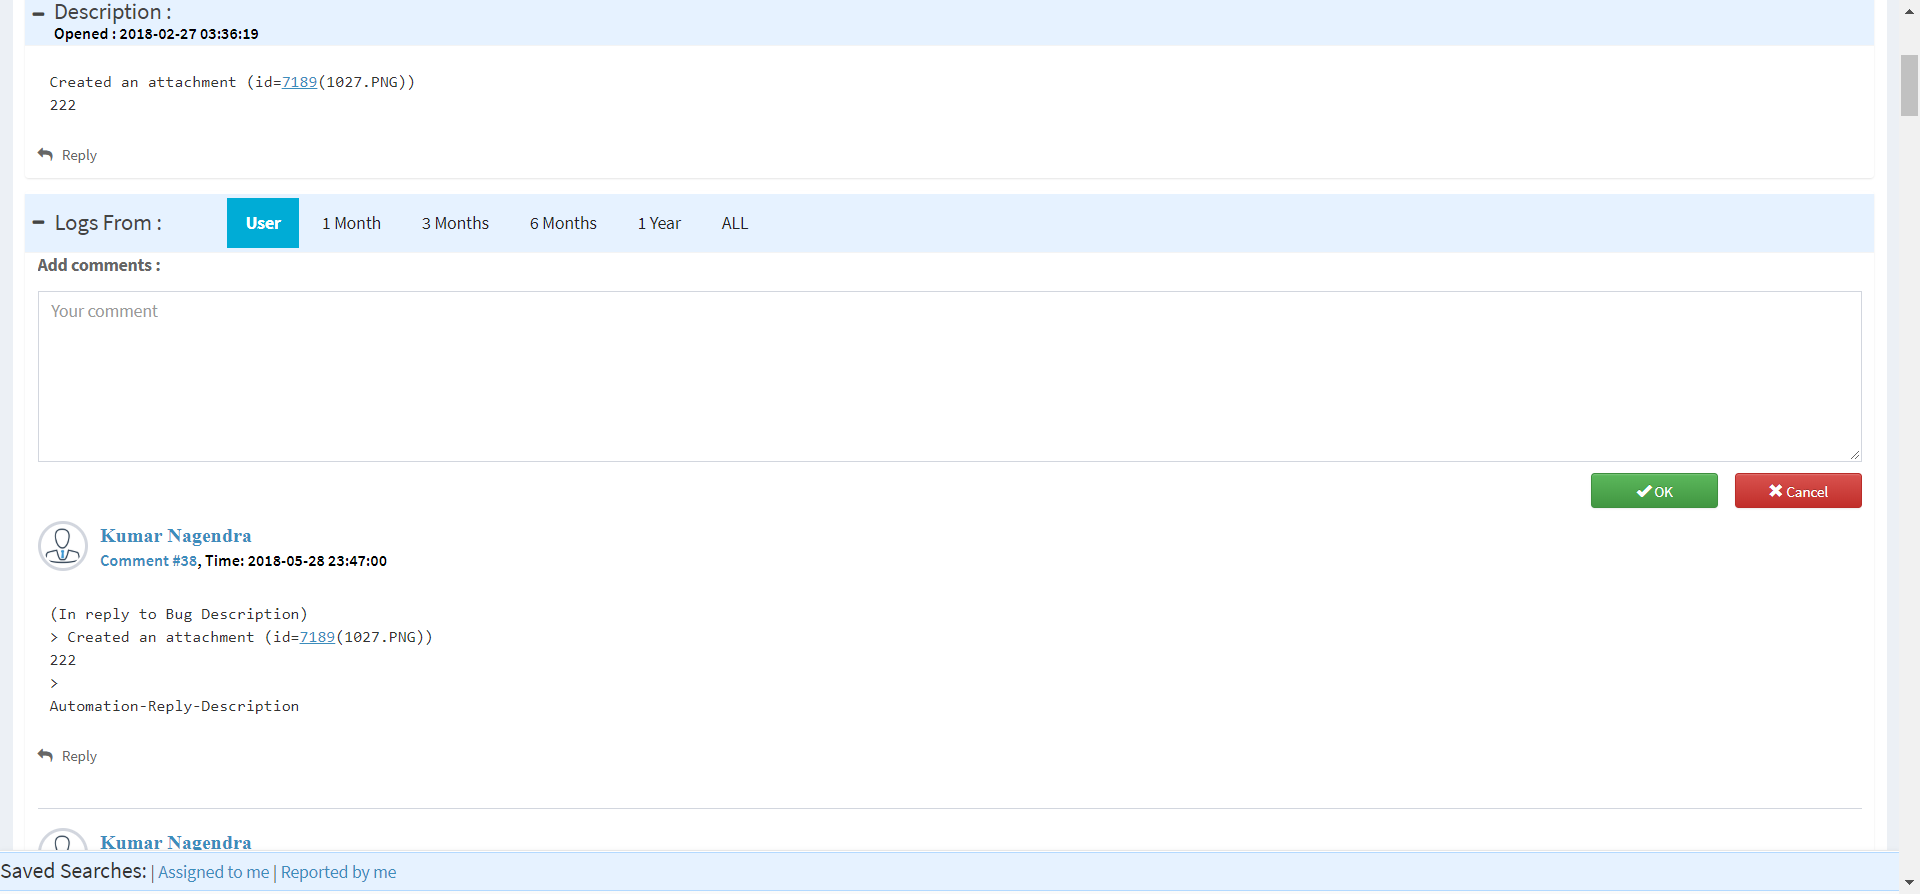 Description :
Opened : 2018-02-27 03:36:19
Created an attachment (id=7189(1027.PNG))
222
Reply
Logs From : User 1 Month 3 Months 6 Months 1 Year ALL
Add comments :
Your comment
OK Cancel
Kumar Nagendra
Comment #38, Time: 2018-05-28 23:47:00
(In reply to Bug Description)
> Created an attachment (id=7189(1027.PNG))
222
>
Automation-Reply-Description
Reply
Kumar Nagendra
Saved Searches: | Assigned to me | Reported by me